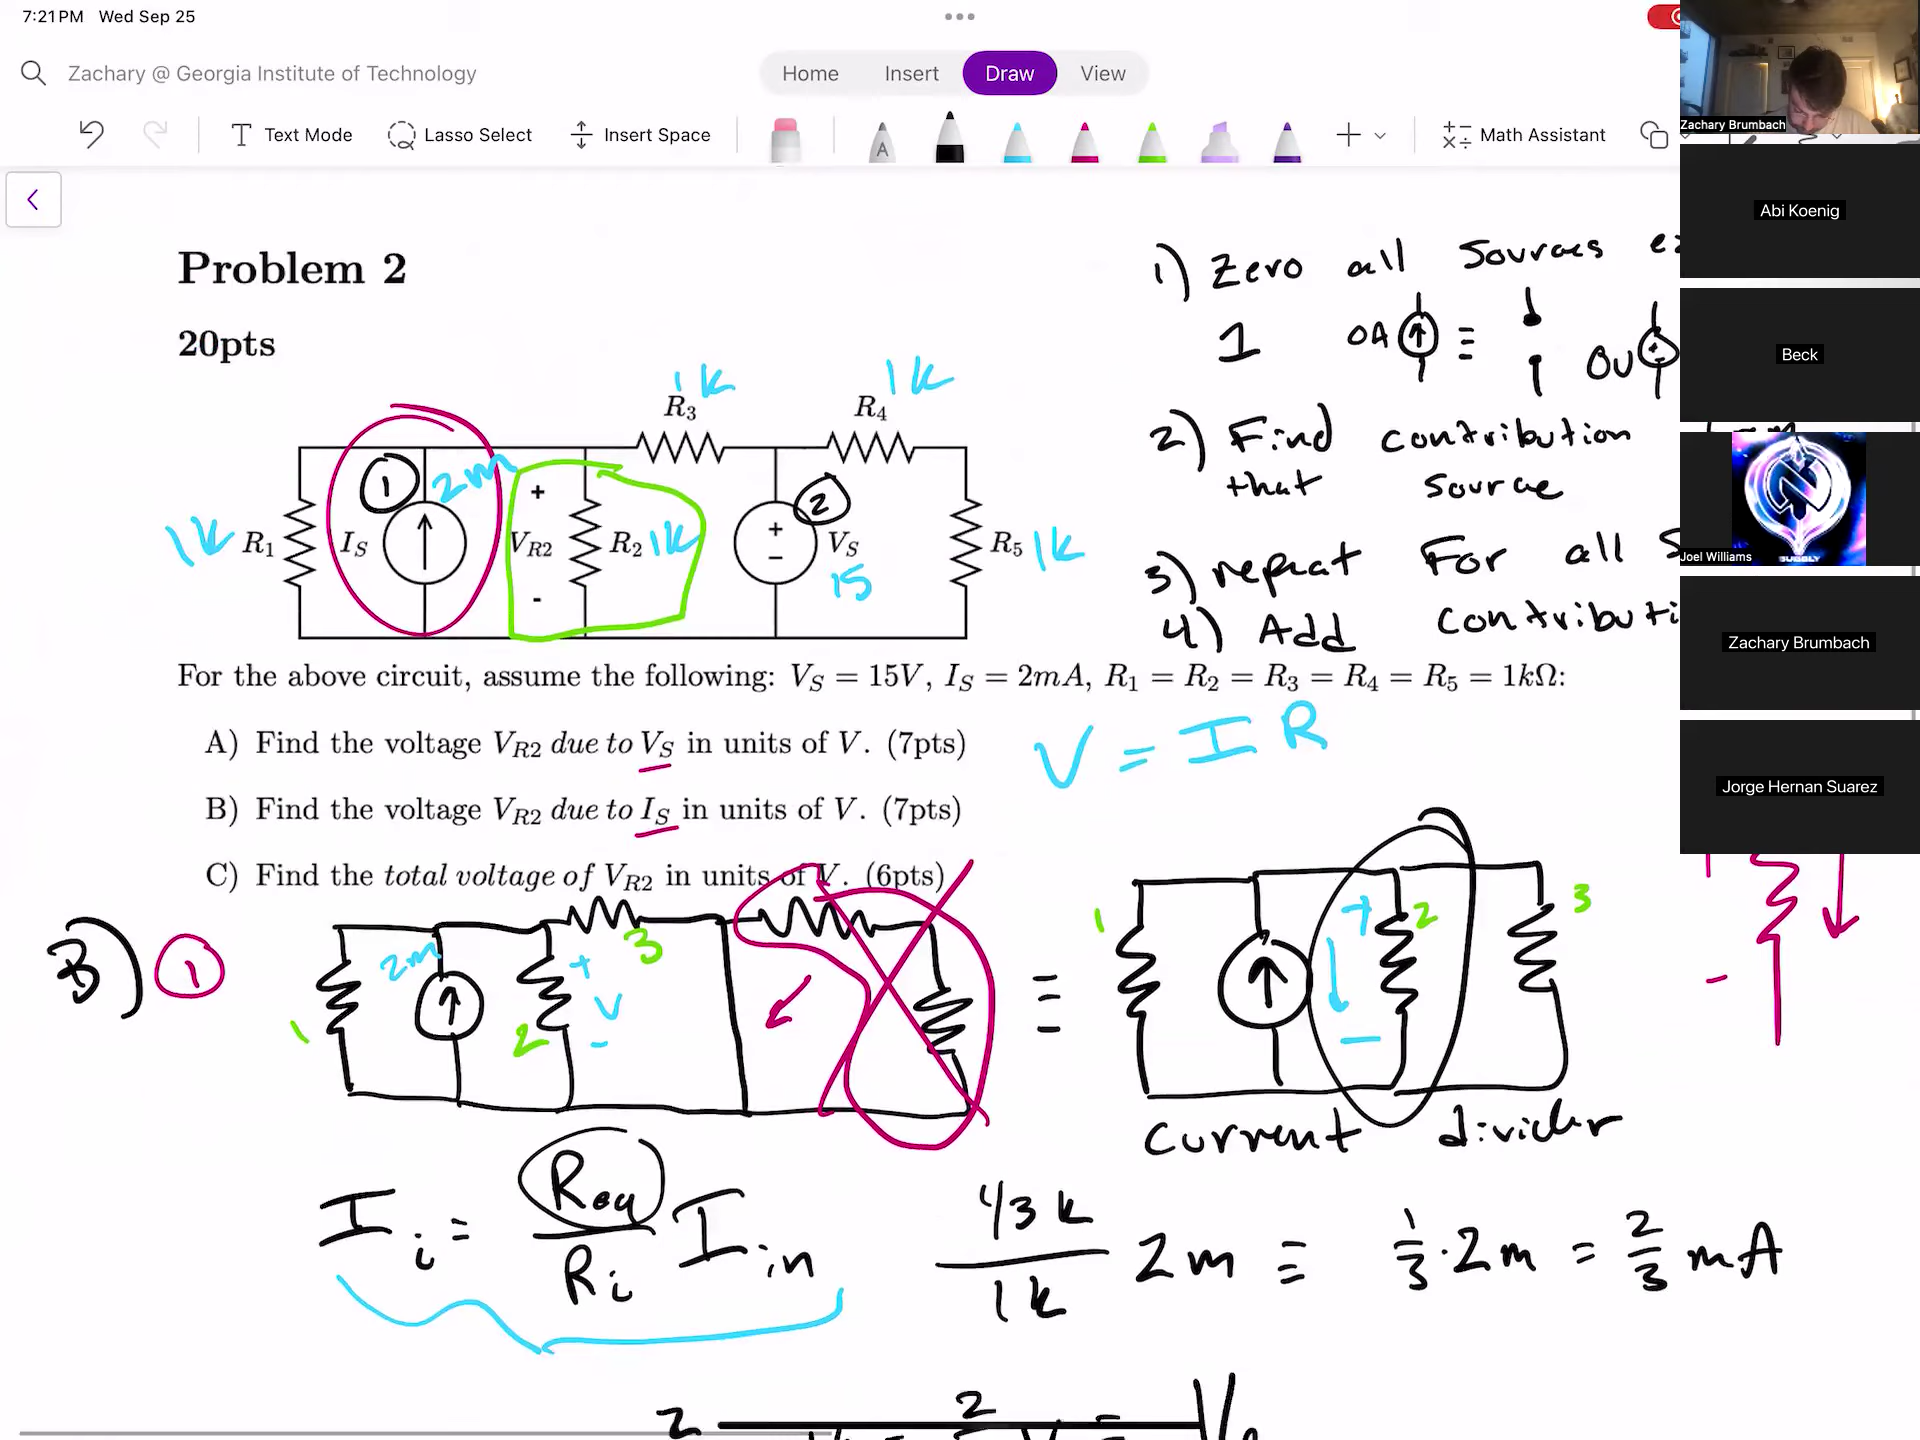 7:21 PM Wed Sep 25
Zachary @ Georgia Institute of Technology
Home Insert Draw View
Text Mode Lasso Select Insert Space Math Assistant
Zachary Brumbach
Abi Koenig
Beck
Joel Williams
Zachary Brumbach
Jorge Hernan Suarez
Problem 2
20pts
1) Zero all Sources
1 0A ≡ 0V
2) Find contribution
that source
3) repeat For all S
4) Add contributi
1k 1k
R3 R4
1 2m + 2
1k R1 IS VR2 R2 1k + - VS R5 1k
15
-
For the above circuit, assume the following: VS = 15V, IS = 2mA, R1 = R2 = R3 = R4 = R5 = 1kΩ:
A) Find the voltage VR2 due to VS in units of V. (7pts)
V = I R
B) Find the voltage VR2 due to IS in units of V. (7pts)
C) Find the total voltage of VR2 in units of V. (6pts)
B) 1
2m 3
1 2 + V -
≡
1 + 2 - 3
-
current divider
Ii = Req/Ri Iin
1/3 k / 1k 2m ≡ 1/3 · 2m = 2/3 mA
2 2